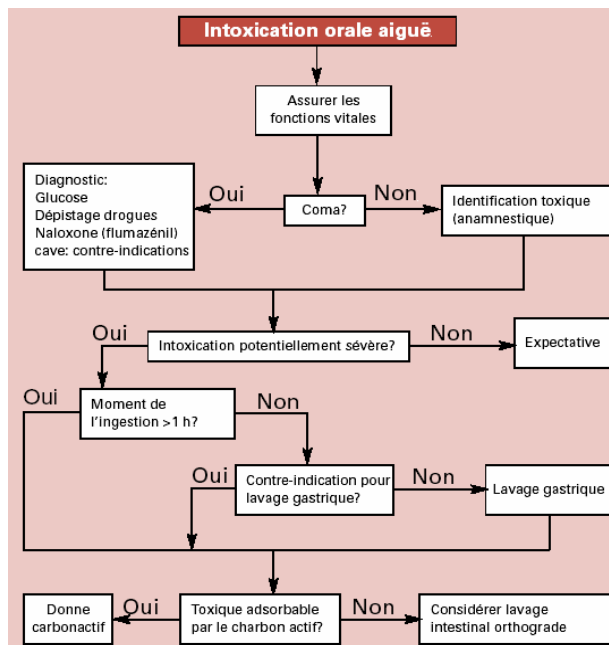 Intoxication orale aiguë
Assurer les
fonctions vitales
Diagnostic:
Glucose
Dépistage drogues
Naloxone (flumazénil)
cave: contre-indications
Oui
Coma?
Non
Identification toxique
(anamnestique)
Oui
Intoxication potentiellement sévère?
Non
Expectative
Oui
Moment de
l'ingestion >1 h?
Non
Oui
Contre-indication pour
lavage gastrique?
Non
Lavage gastrique
Donne
carbonactif
Oui
Toxique adsorbable
par le charbon actif?
Non
Considérer lavage
intestinal orthograde